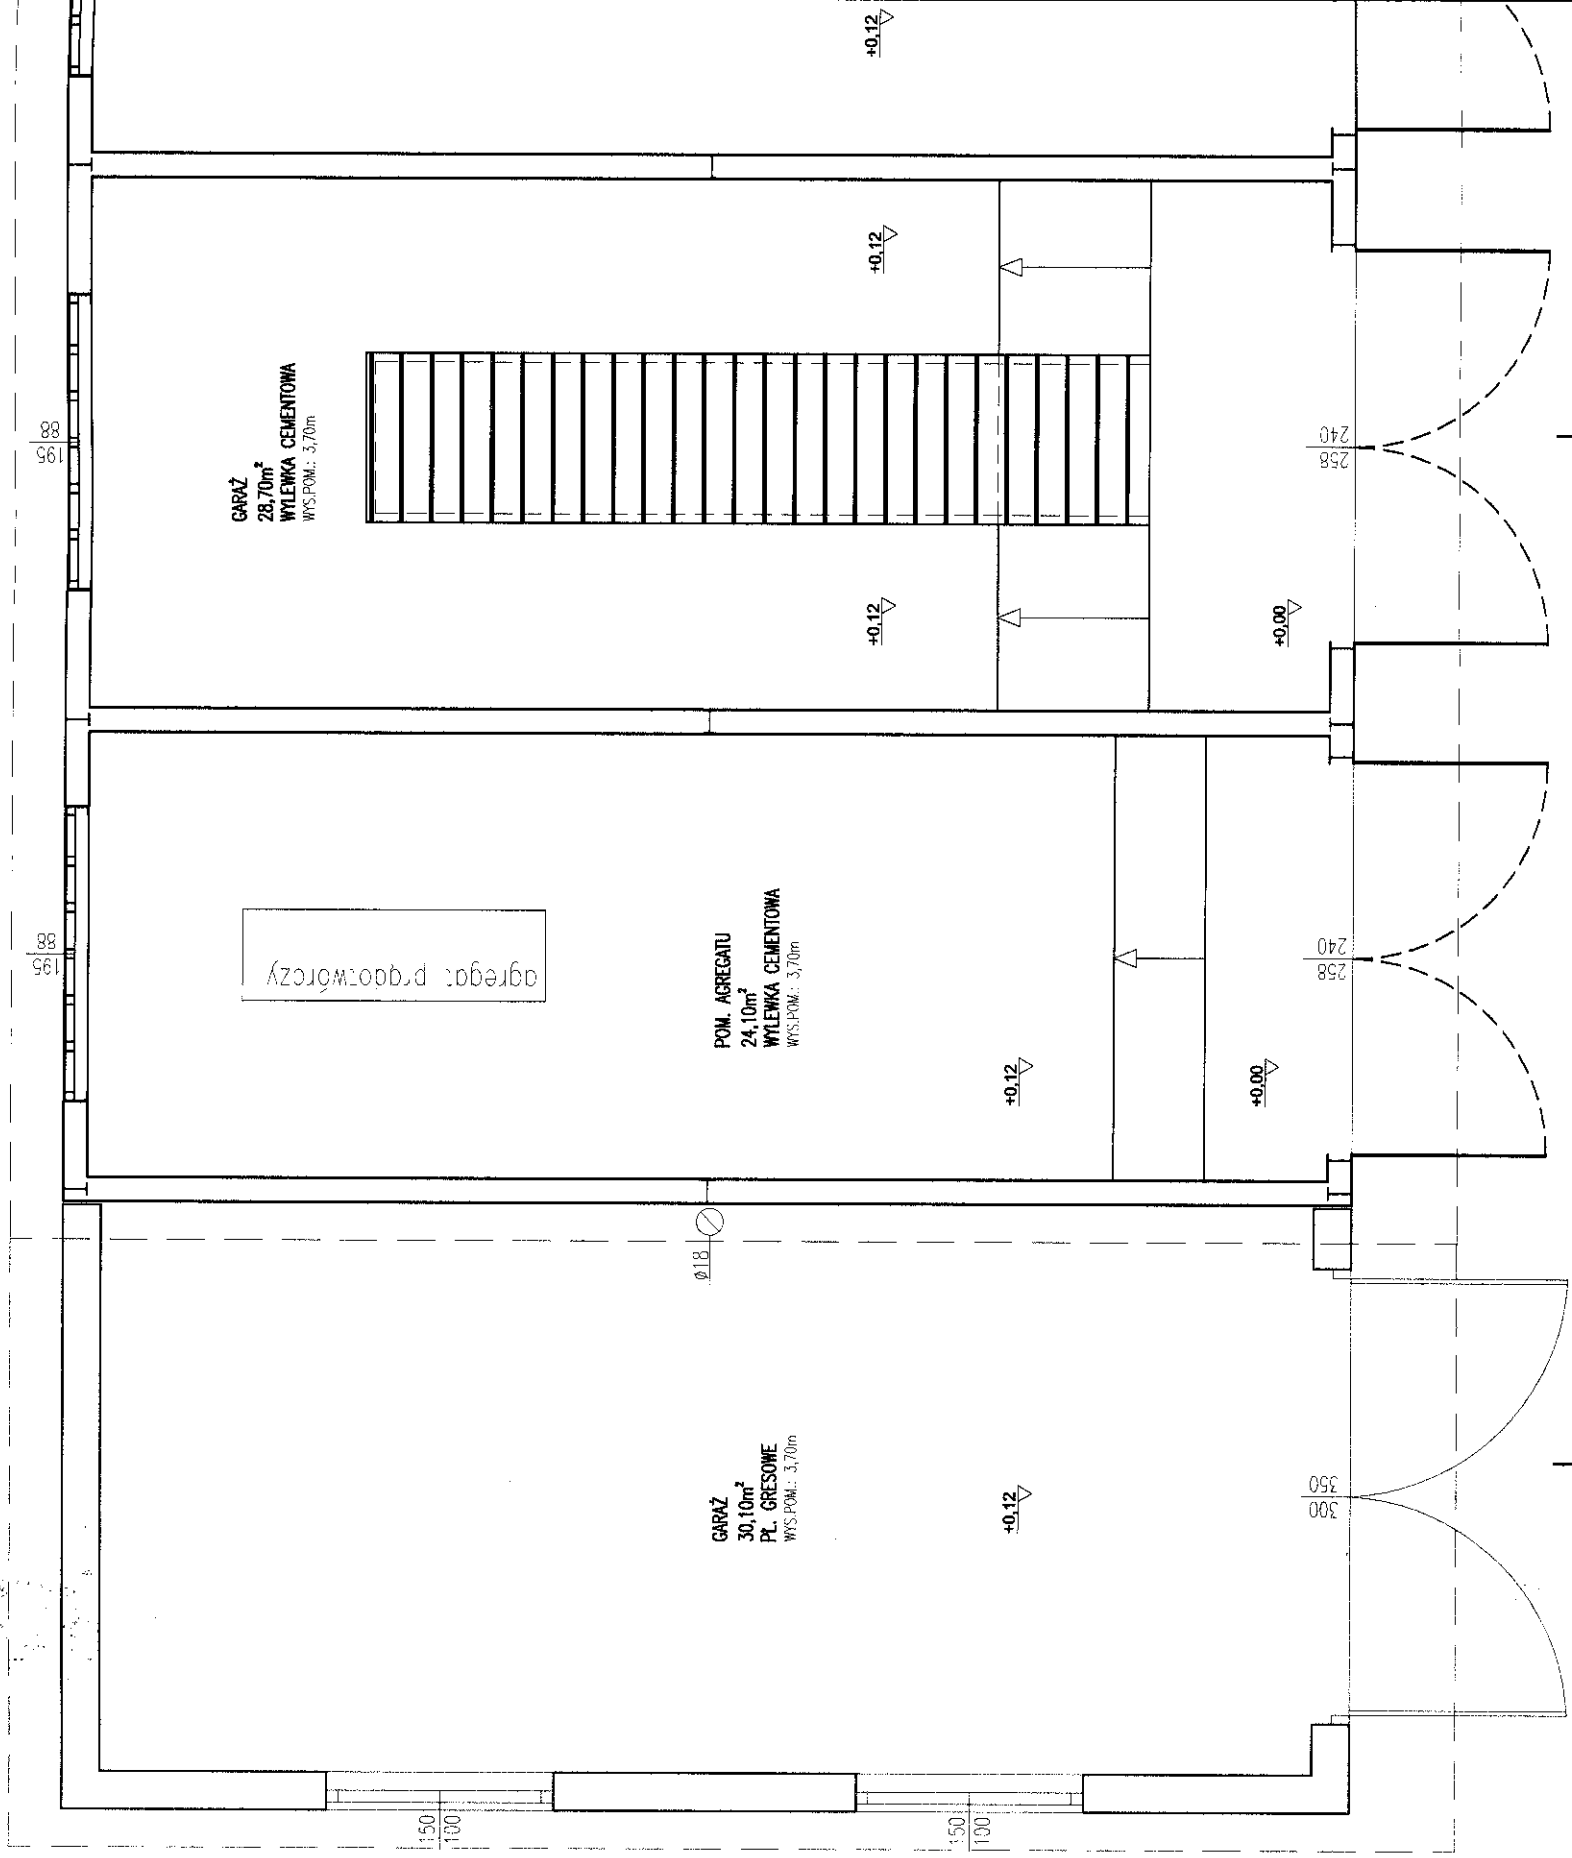 +0,12
GARAŻ
28,70m²
WYLEWKA CEMENTOWA
WYS.POM.: 3,70m
+0,12
+0,12
+0,00
88
195
240
258
88
195
agregat prądotwórczy
POM. AGREGATU
24,10m²
WYLEWKA CEMENTOWA
WYS.POM.: 3,70m
+0,12
+0,00
240
258
ø18
GARAŻ
30,10m²
PŁ. GRESOWE
WYS.POM.: 3,70m
+0,12
350
300
150
100
150
100